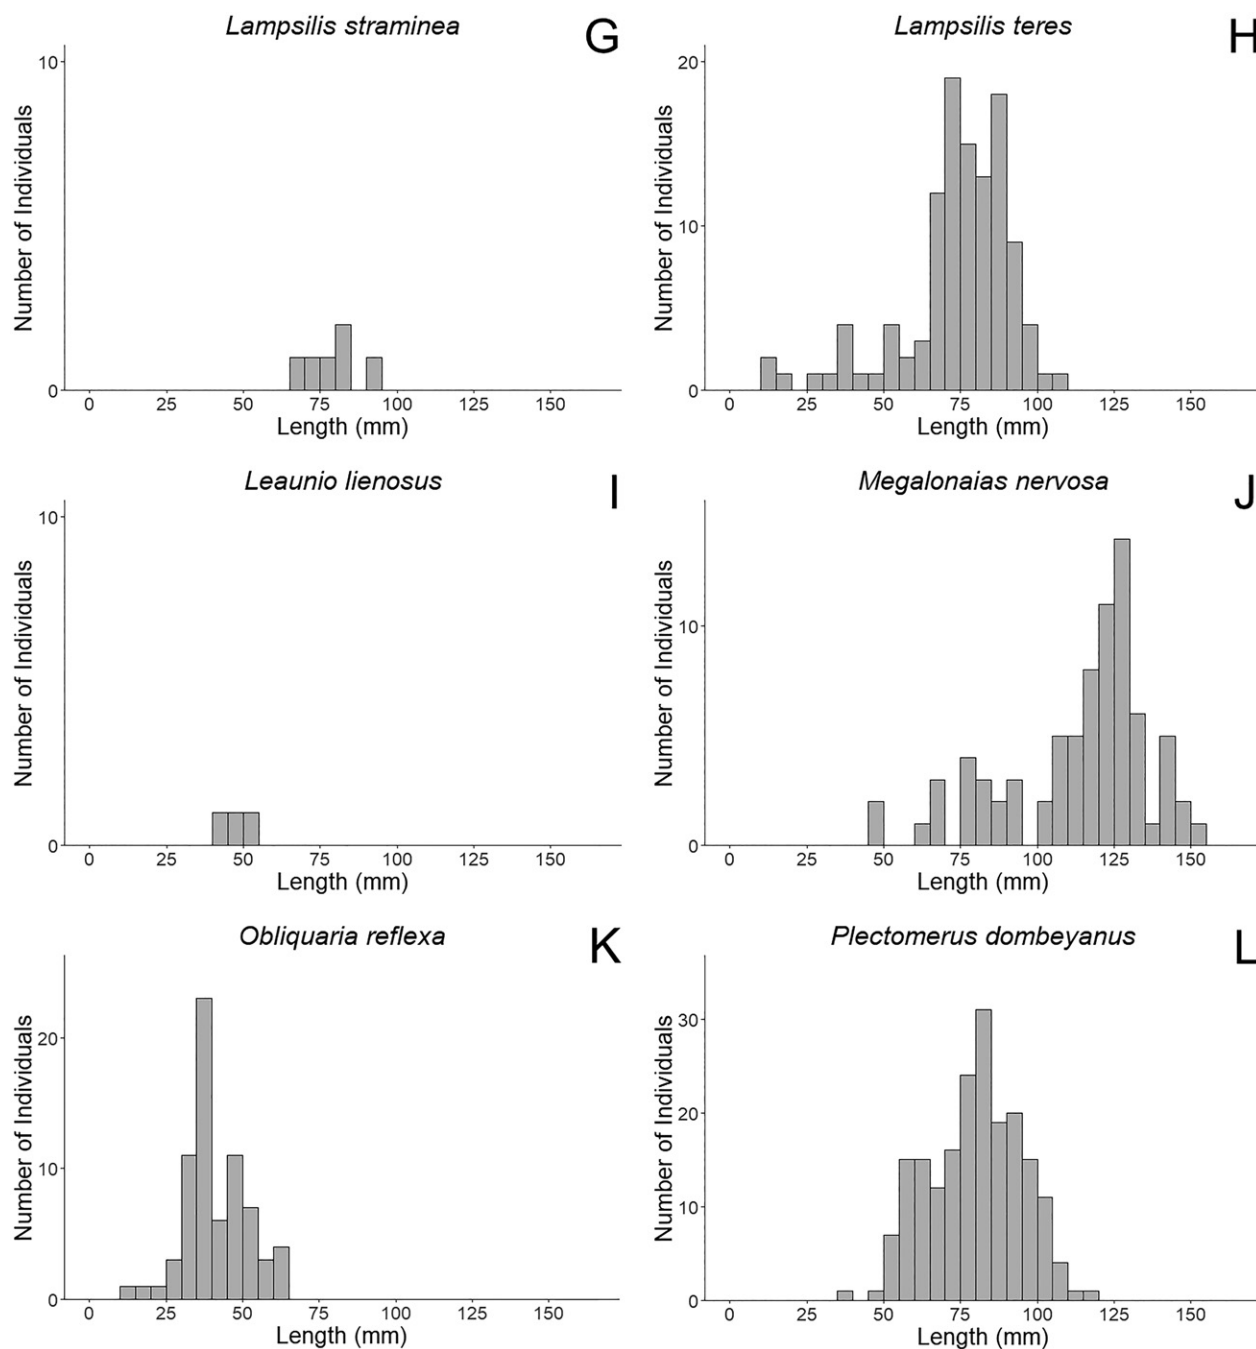 Lampsilis straminea G
10
0
Number of Individuals
0 25 50 75 100 125 150
Length (mm)
Lampsilis teres H
20
10
0
Number of Individuals
0 25 50 75 100 125 150
Length (mm)
Leaunio lienosus I
10
0
Number of Individuals
0 25 50 75 100 125 150
Length (mm)
Megalonaias nervosa J
10
0
Number of Individuals
0 25 50 75 100 125 150
Length (mm)
Obliquaria reflexa K
20
10
0
Number of Individuals
0 25 50 75 100 125 150
Length (mm)
Plectomerus dombeyanus L
30
20
10
0
Number of Individuals
0 25 50 75 100 125 150
Length (mm)